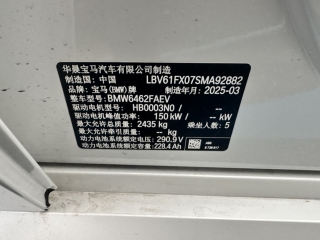 华晨宝马汽车有限公司制造
制造国: 中国 LBV61FX07SMA92882
品牌: 宝马(BMW)牌 制造年月: 2025-03
整车型号: BMW6462FAEV
驱动电机型号: HB0003N0 / --
驱动电机峰值功率: 150 kW / -- kW
最大允许总质量: 2435 kg 乘坐人数: 5
最大允许牵引质量: -- kg
动力电池系统额定电压: 290.9 V
动力电池系统额定容量: 228.4 Ah